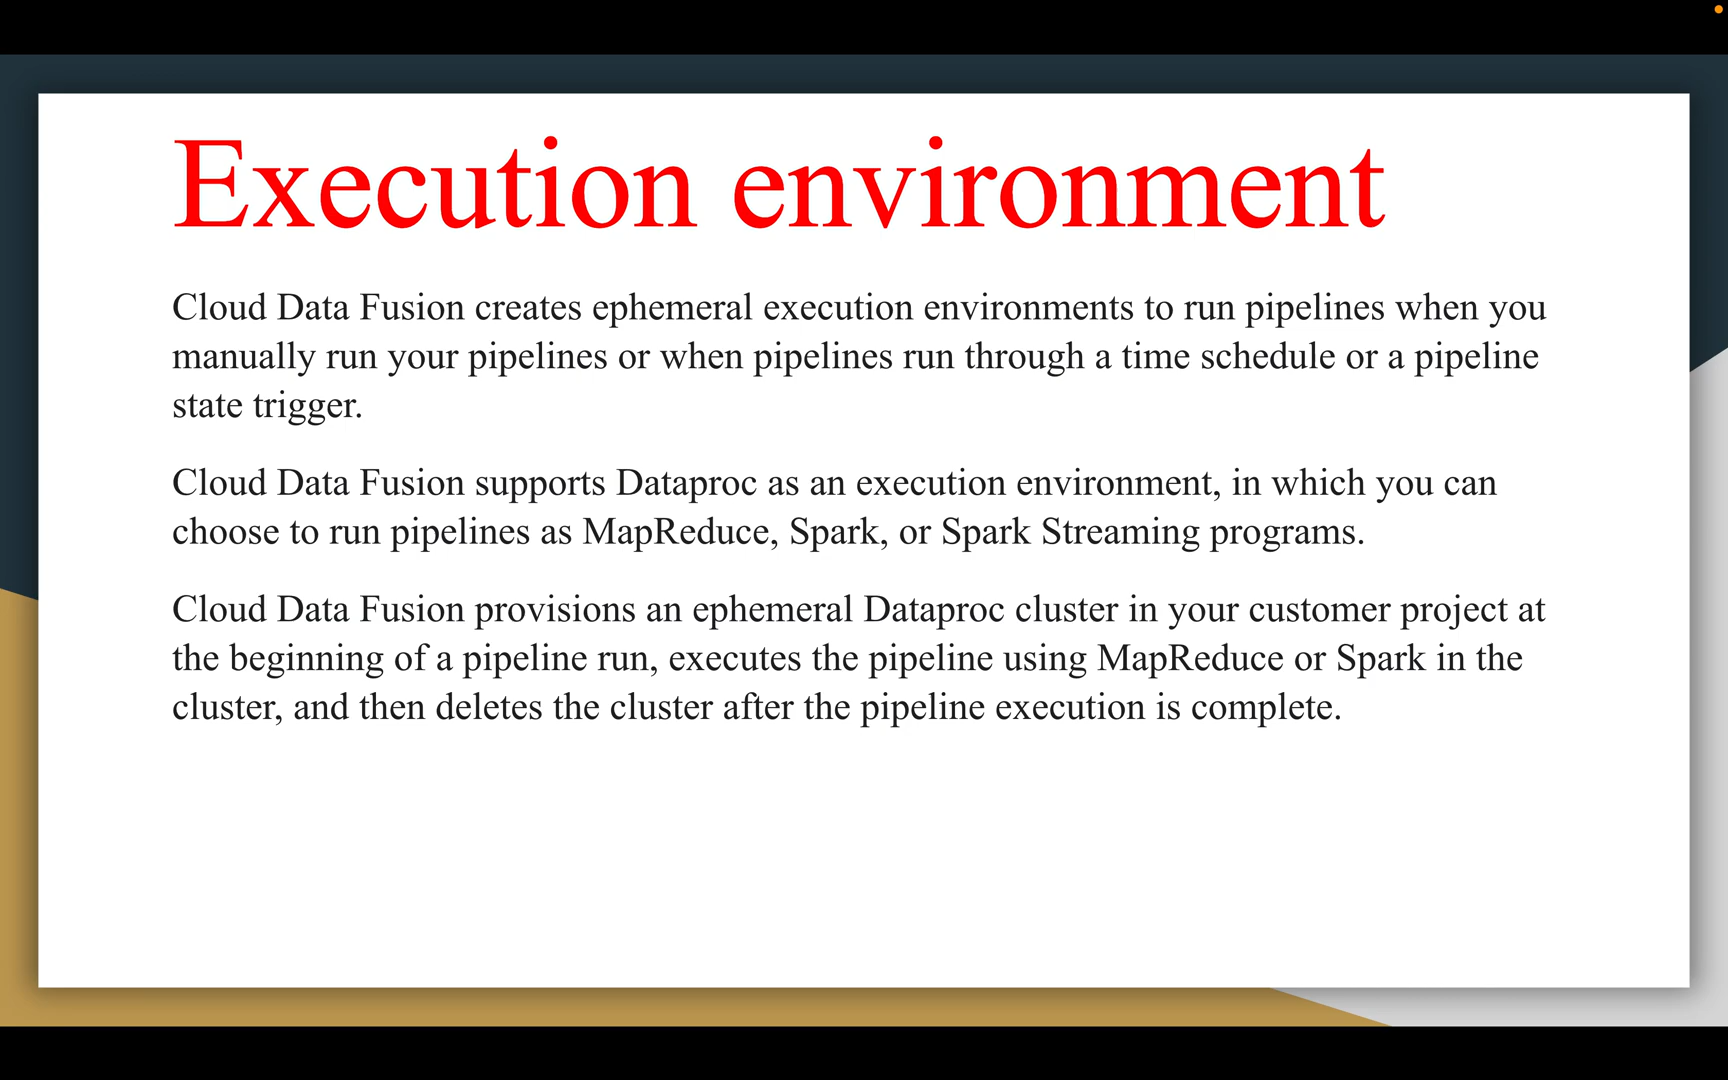 Execution environment
Cloud Data Fusion creates ephemeral execution environments to run pipelines when you
manually run your pipelines or when pipelines run through a time schedule or a pipeline
state trigger.
Cloud Data Fusion supports Dataproc as an execution environment, in which you can
choose to run pipelines as MapReduce, Spark, or Spark Streaming programs.
Cloud Data Fusion provisions an ephemeral Dataproc cluster in your customer project at
the beginning of a pipeline run, executes the pipeline using MapReduce or Spark in the
cluster, and then deletes the cluster after the pipeline execution is complete.